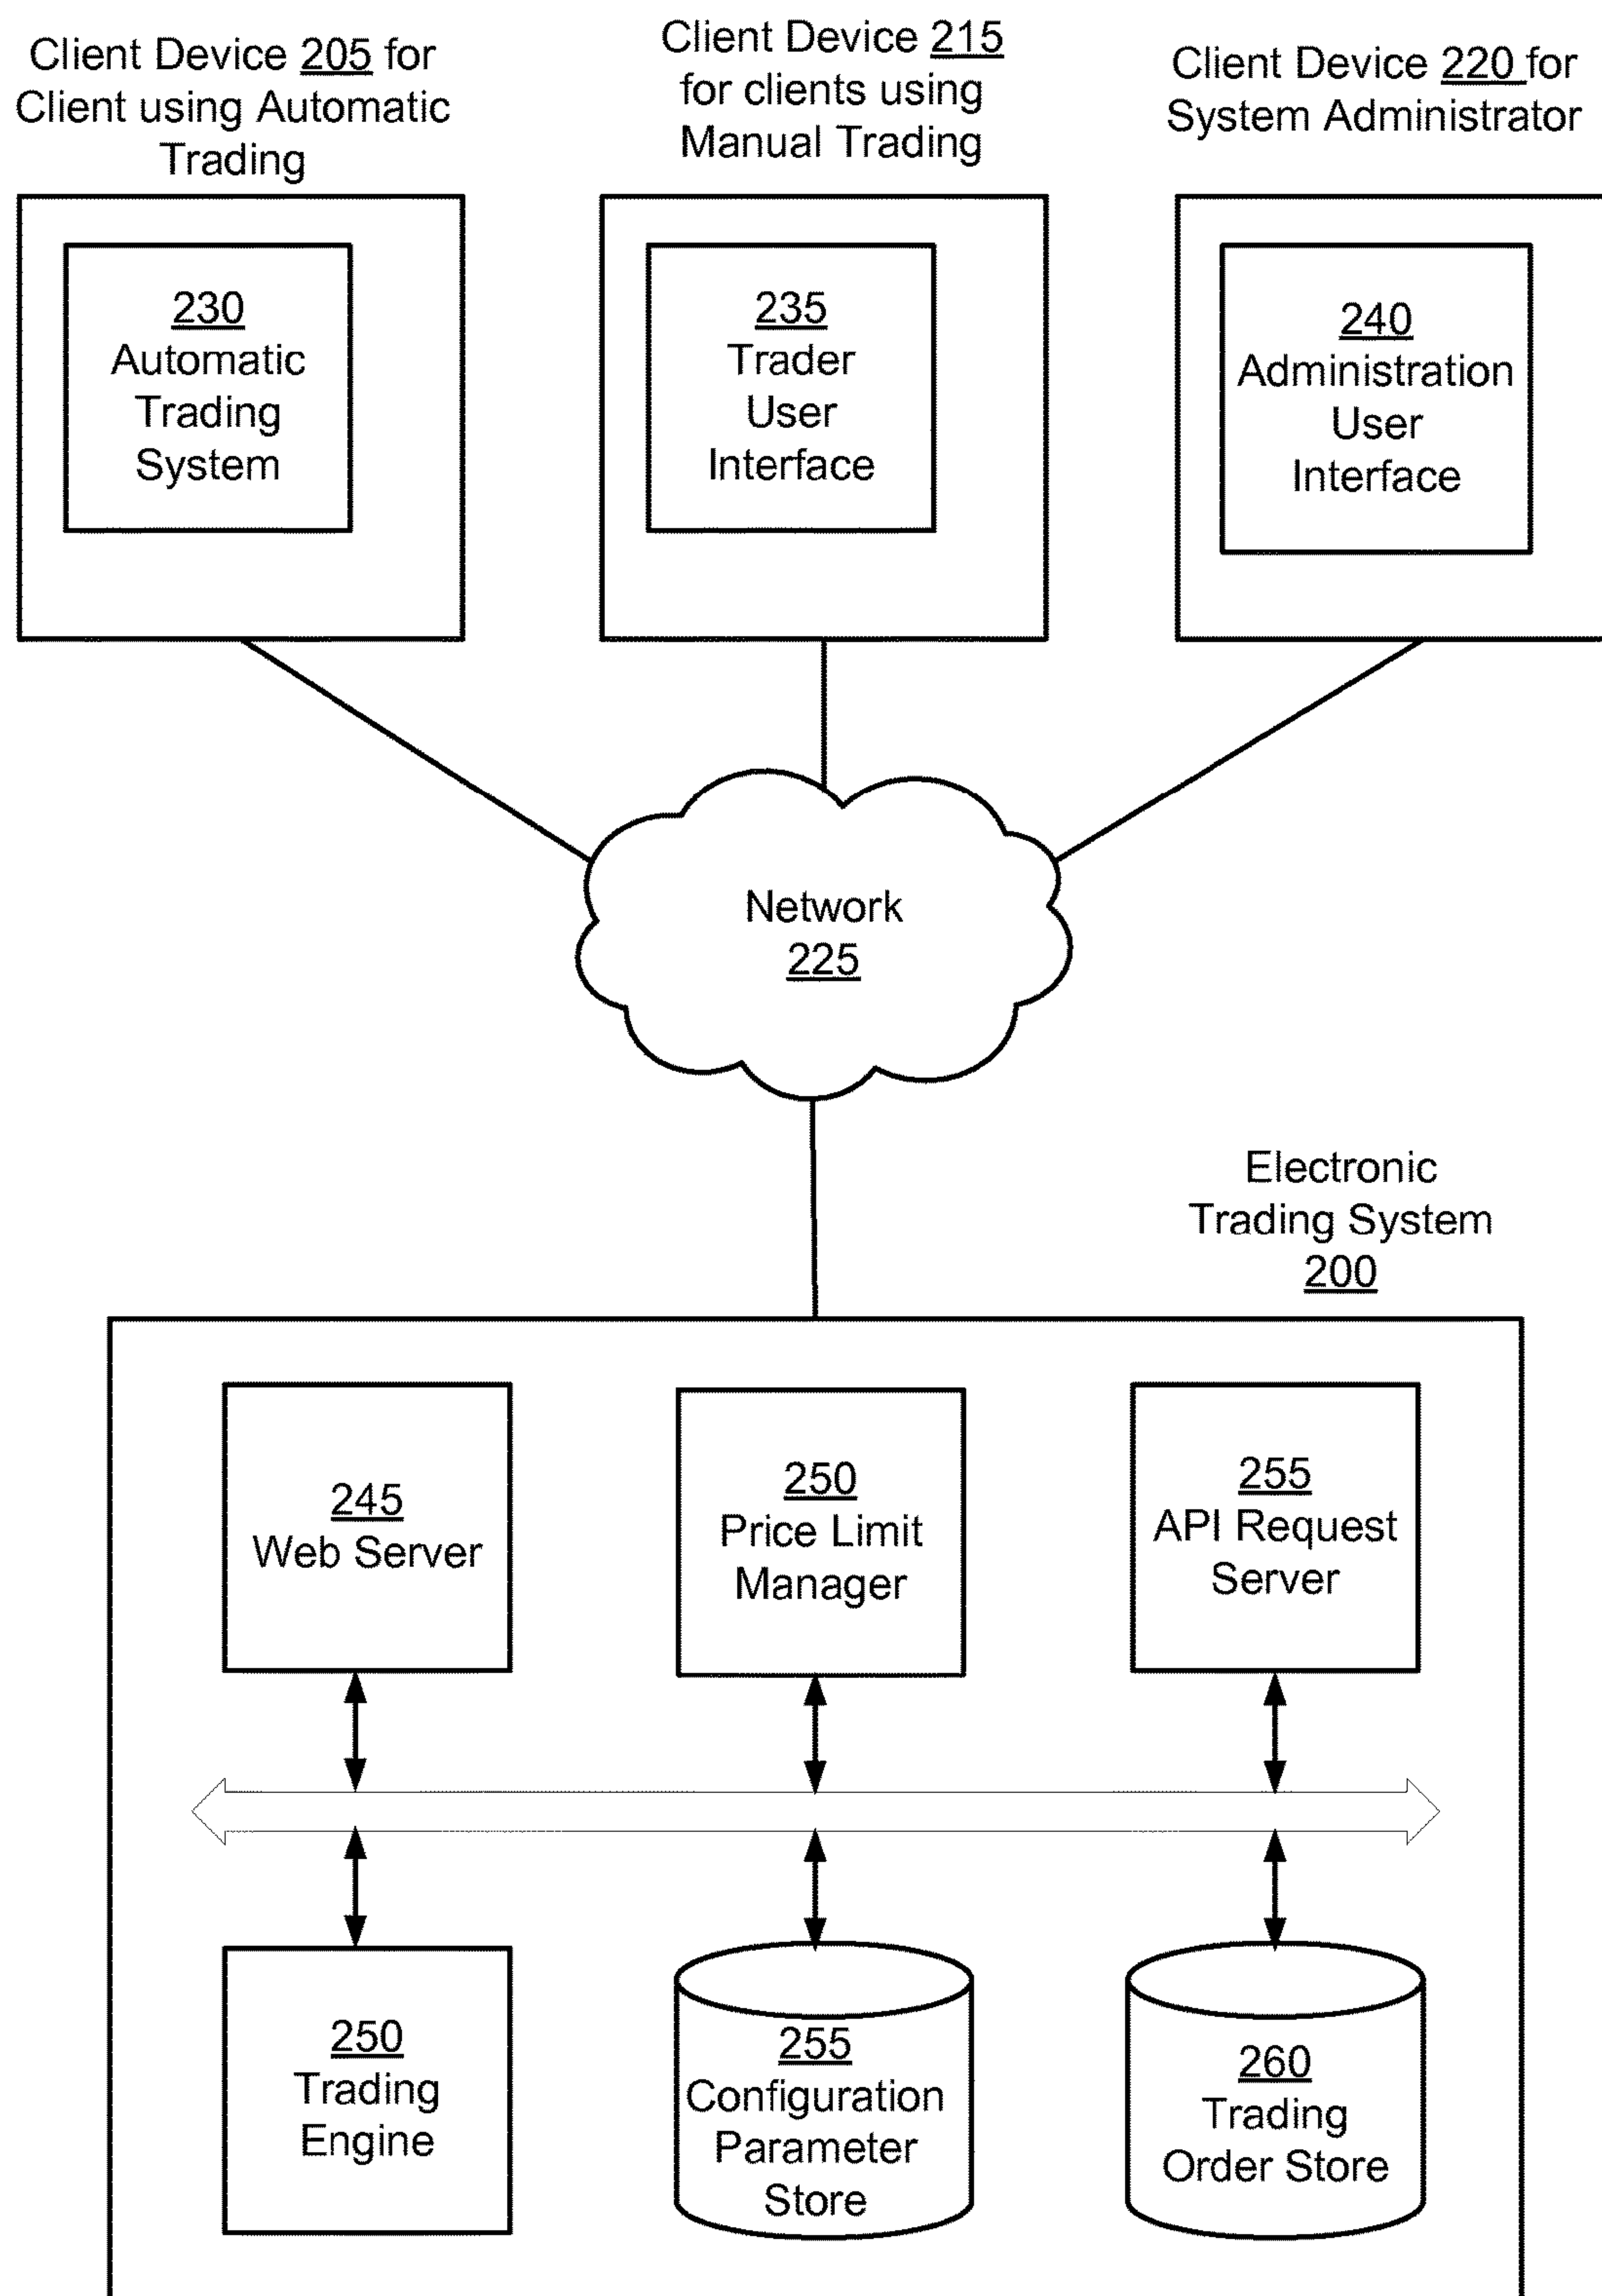 Client Device 205 for
Client using Automatic
Trading
Client Device 215
for clients using
Manual Trading
Client Device 220 for
System Administrator
230
Automatic
Trading
System
235
Trader
User
Interface
240
Administration
User
Interface
Network
225
Electronic
Trading System
200
245
Web Server
250
Price Limit
Manager
255
API Request
Server
250
Trading
Engine
255
Configuration
Parameter
Store
260
Trading
Order Store